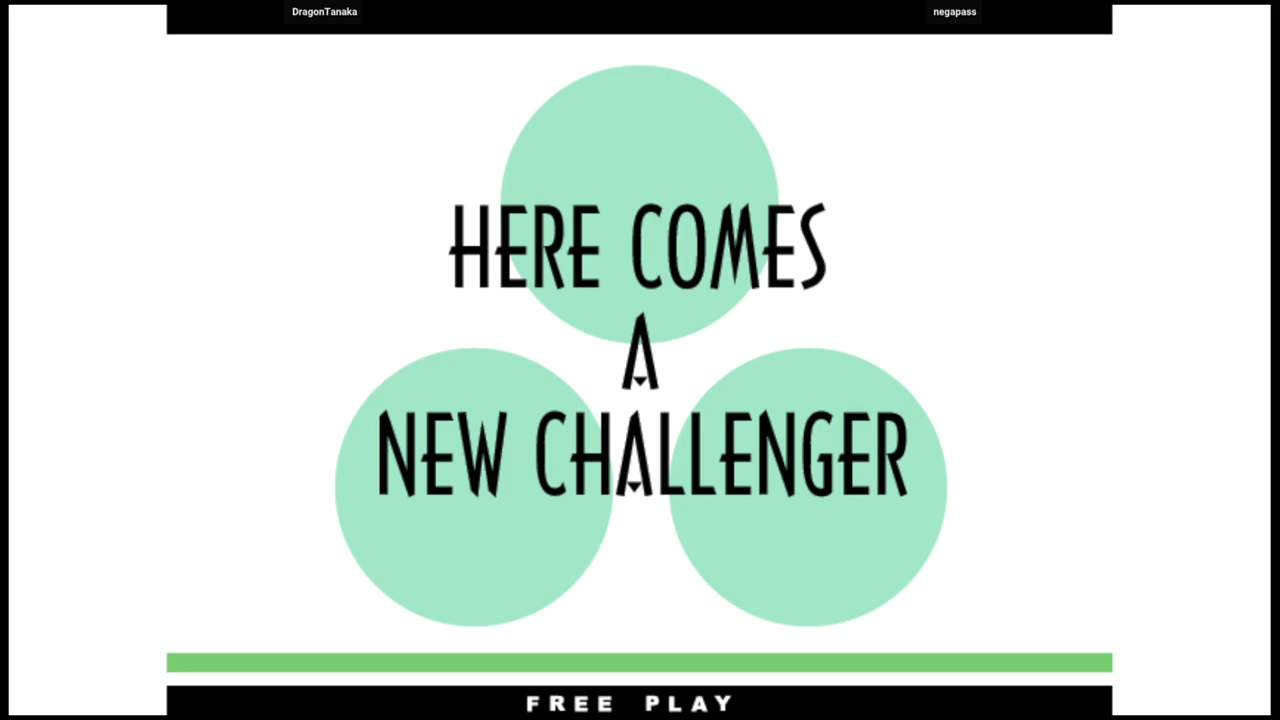 DragonTanaka
negapass
HERE COMES
A
NEW CHALLENGER
FREE PLAY